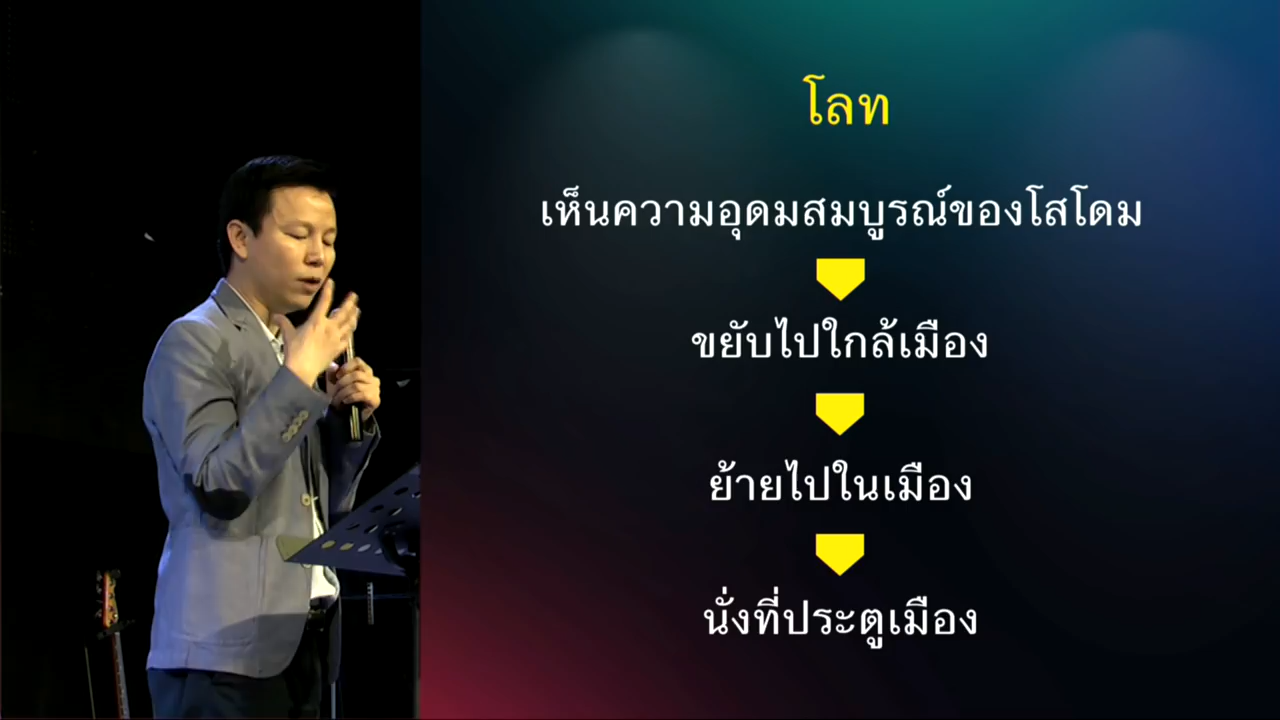 โลท
เห็นความอุดมสมบูรณ์ของโสโดม
ขยับไปใกล้เมือง
ย้ายไปในเมือง
นั่งที่ประตูเมือง